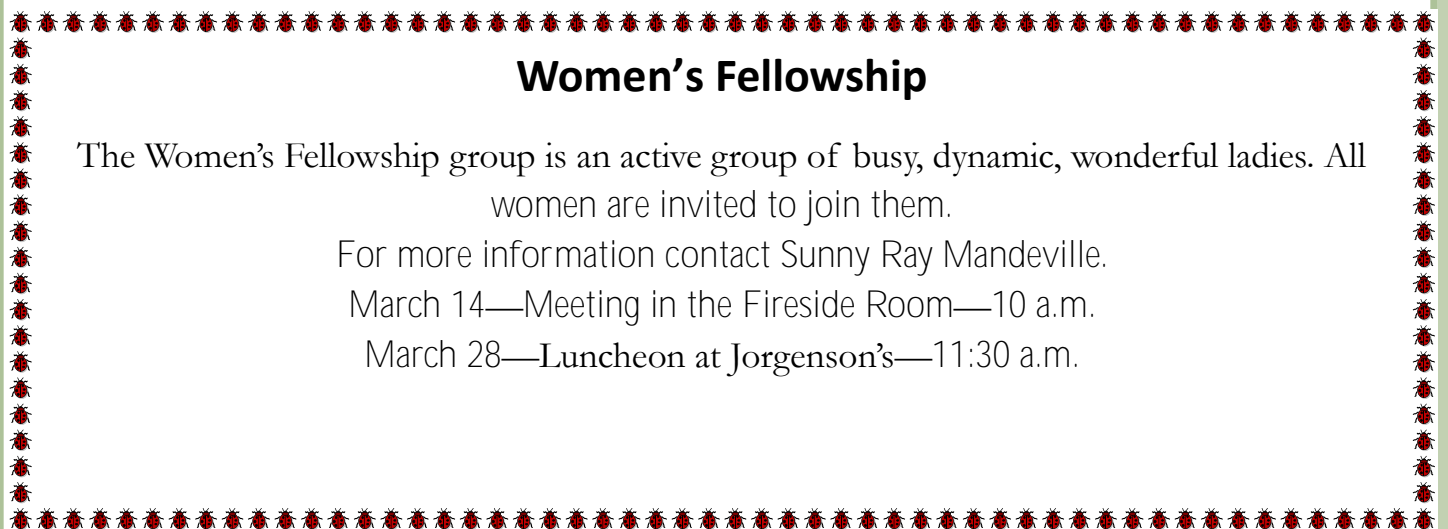 Women's Fellowship
The Women's Fellowship group is an active group of busy, dynamic, wonderful ladies. All
women are invited to join them.
For more information contact Sunny Ray Mandeville.
March 14—Meeting in the Fireside Room—10 a.m.
March 28—Luncheon at Jorgenson's—11:30 a.m.